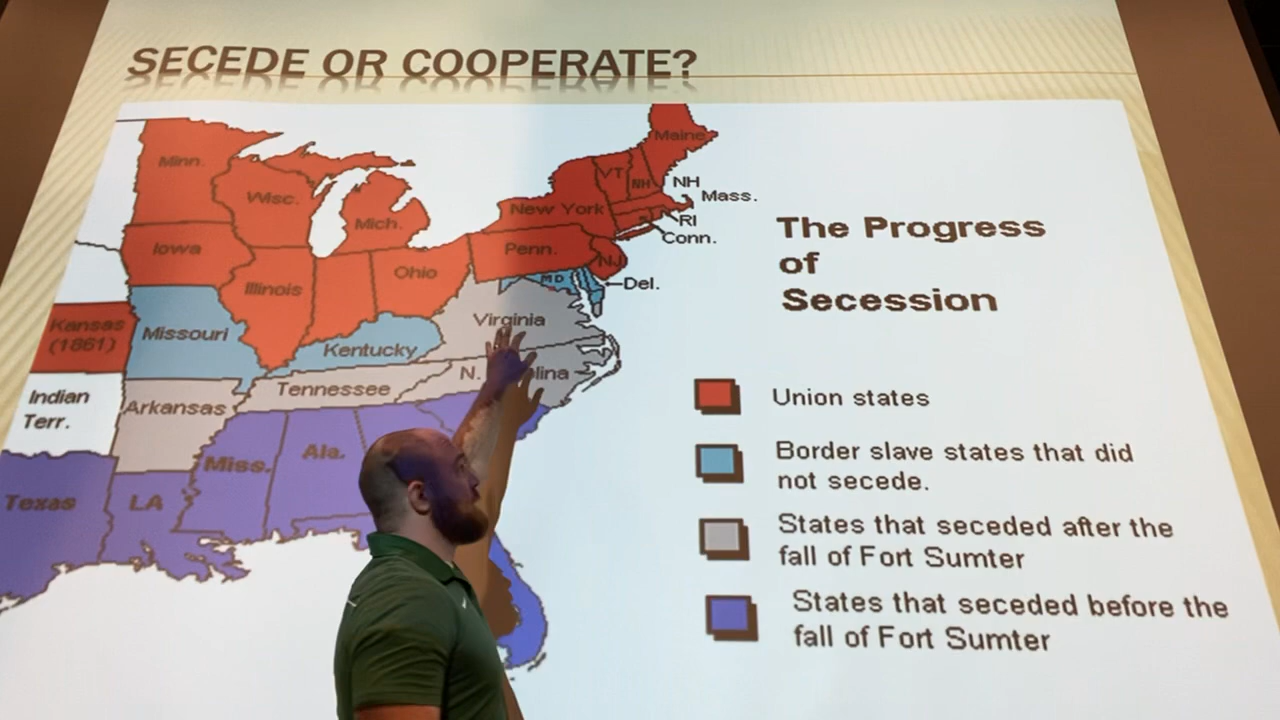 SECEDE OR COOPERATE?
Maine
Minn.
VT
NH
NH
Wisc.
Mass.
New York
Mich.
RI
Conn.
The Progress
of
Secession
Iowa
Penn.
NJ
Ohio
MD
Del.
Illinois
Kansas
(1861)
Missouri
Virginia
Kentucky
N.
Tennessee
Indian
Terr.
Arkansas
Union states
Miss.
Ala.
Border slave states that did
not secede.
Texas
LA
States that seceded after the
fall of Fort Sumter
States that seceded before the
fall of Fort Sumter